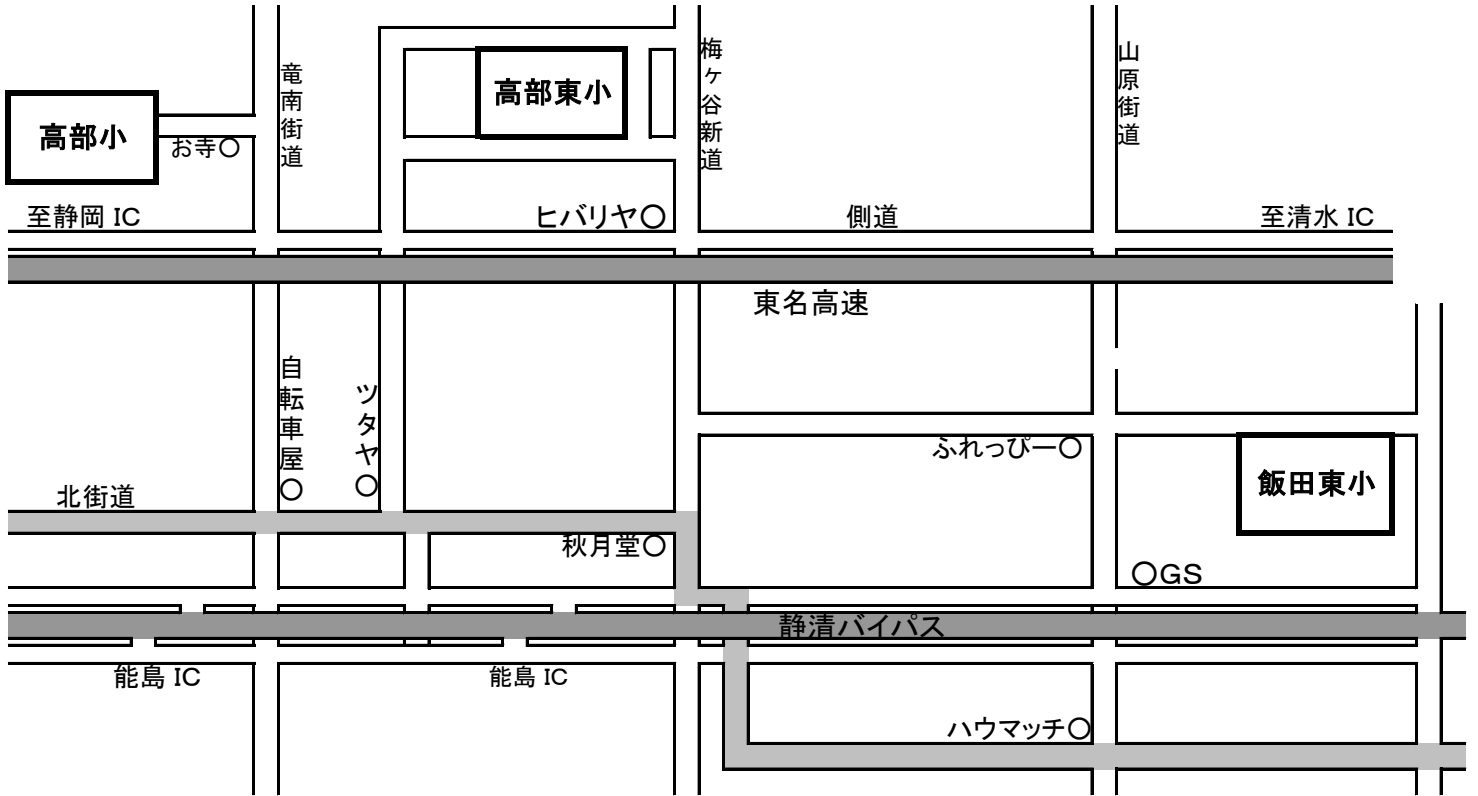 竜南街道
梅ヶ谷新道
山原街道
高部東小
高部小
お寺○
至静岡 IC
ヒバリヤ○
側道
至清水 IC
東名高速
自転車屋○
ツタヤ○
ふれっぴー○
飯田東小
北街道
秋月堂○
○GS
静清バイパス
能島 IC
能島 IC
ハウマッチ○